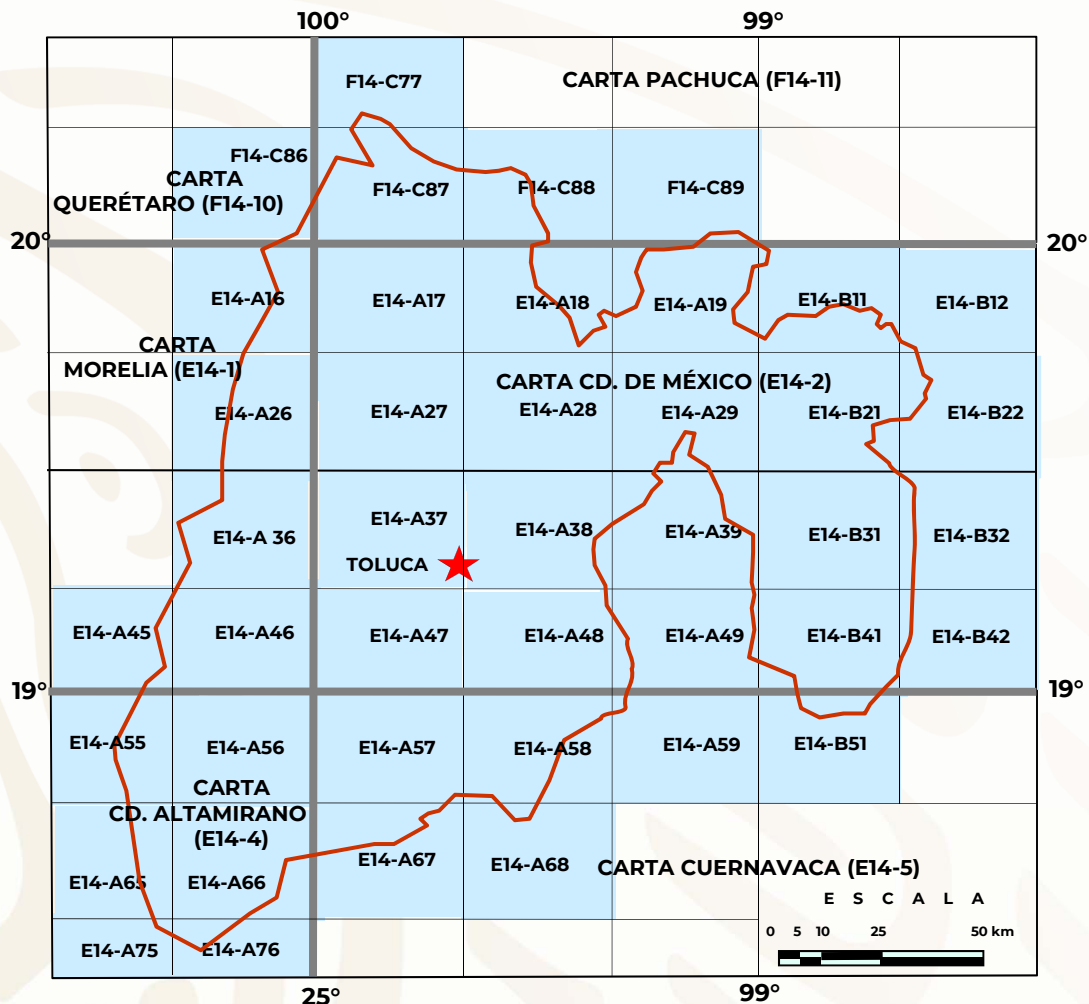 100°
99°
F14-C77
CARTA PACHUCA (F14-11)
F14-C86
CARTA
QUERÉTARO (F14-10)
F14-C87
F14-C88
F14-C89
20°
20°
E14-A16
E14-A17
E14-A18
E14-A19
E14-B11
E14-B12
CARTA
MORELIA (E14-1)
CARTA CD. DE MÉXICO (E14-2)
E14-A26
E14-A27
E14-A28
E14-A29
E14-B21
E14-B22
E14-A 36
E14-A37
E14-A38
E14-A39
E14-B31
E14-B32
TOLUCA
E14-A45
E14-A46
E14-A47
E14-A48
E14-A49
E14-B41
E14-B42
19°
19°
E14-A55
E14-A56
E14-A57
E14-A58
E14-A59
E14-B51
CARTA
CD. ALTAMIRANO
(E14-4)
E14-A65
E14-A66
E14-A67
E14-A68
CARTA CUERNAVACA (E14-5)
E S C A L A
0 5 10 25 50 km
E14-A75
E14-A76
25°
99°